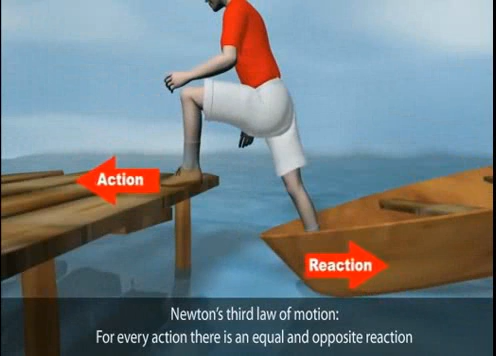 Action
Reaction
Newton's third law of motion:
For every action there is an equal and opposite reaction